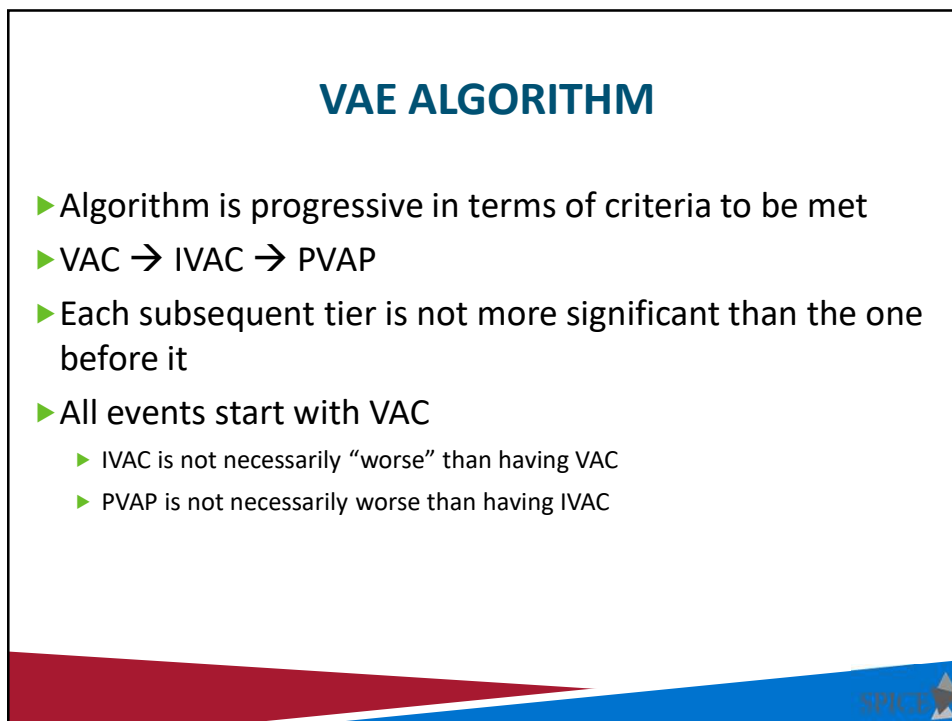 VAE ALGORITHM
Algorithm is progressive in terms of criteria to be met
VAC → IVAC → PVAP
Each subsequent tier is not more significant than the one
before it
All events start with VAC
IVAC is not necessarily “worse” than having VAC
PVAP is not necessarily worse than having IVAC
SPICE